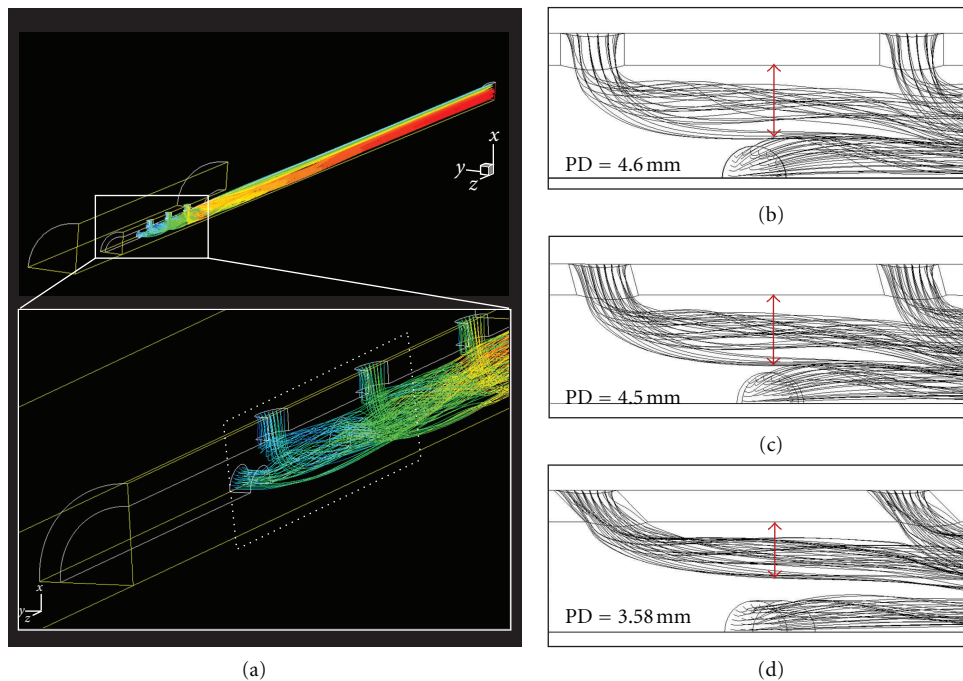 x
y
z
x
y
z
(a)
PD = 4.6 mm
(b)
PD = 4.5 mm
(c)
PD = 3.58 mm
(d)